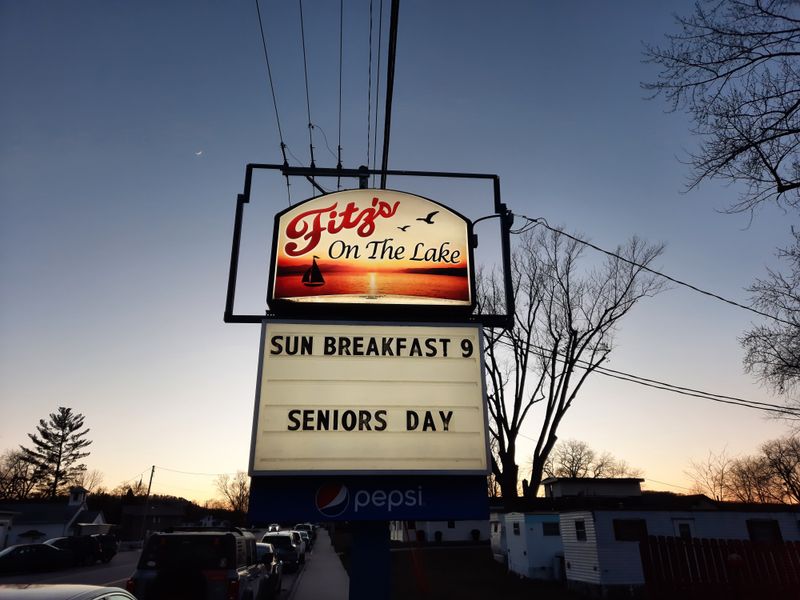 Fitz's
On The Lake
SUN BREAKFAST 9
SENIORS DAY
pepsi